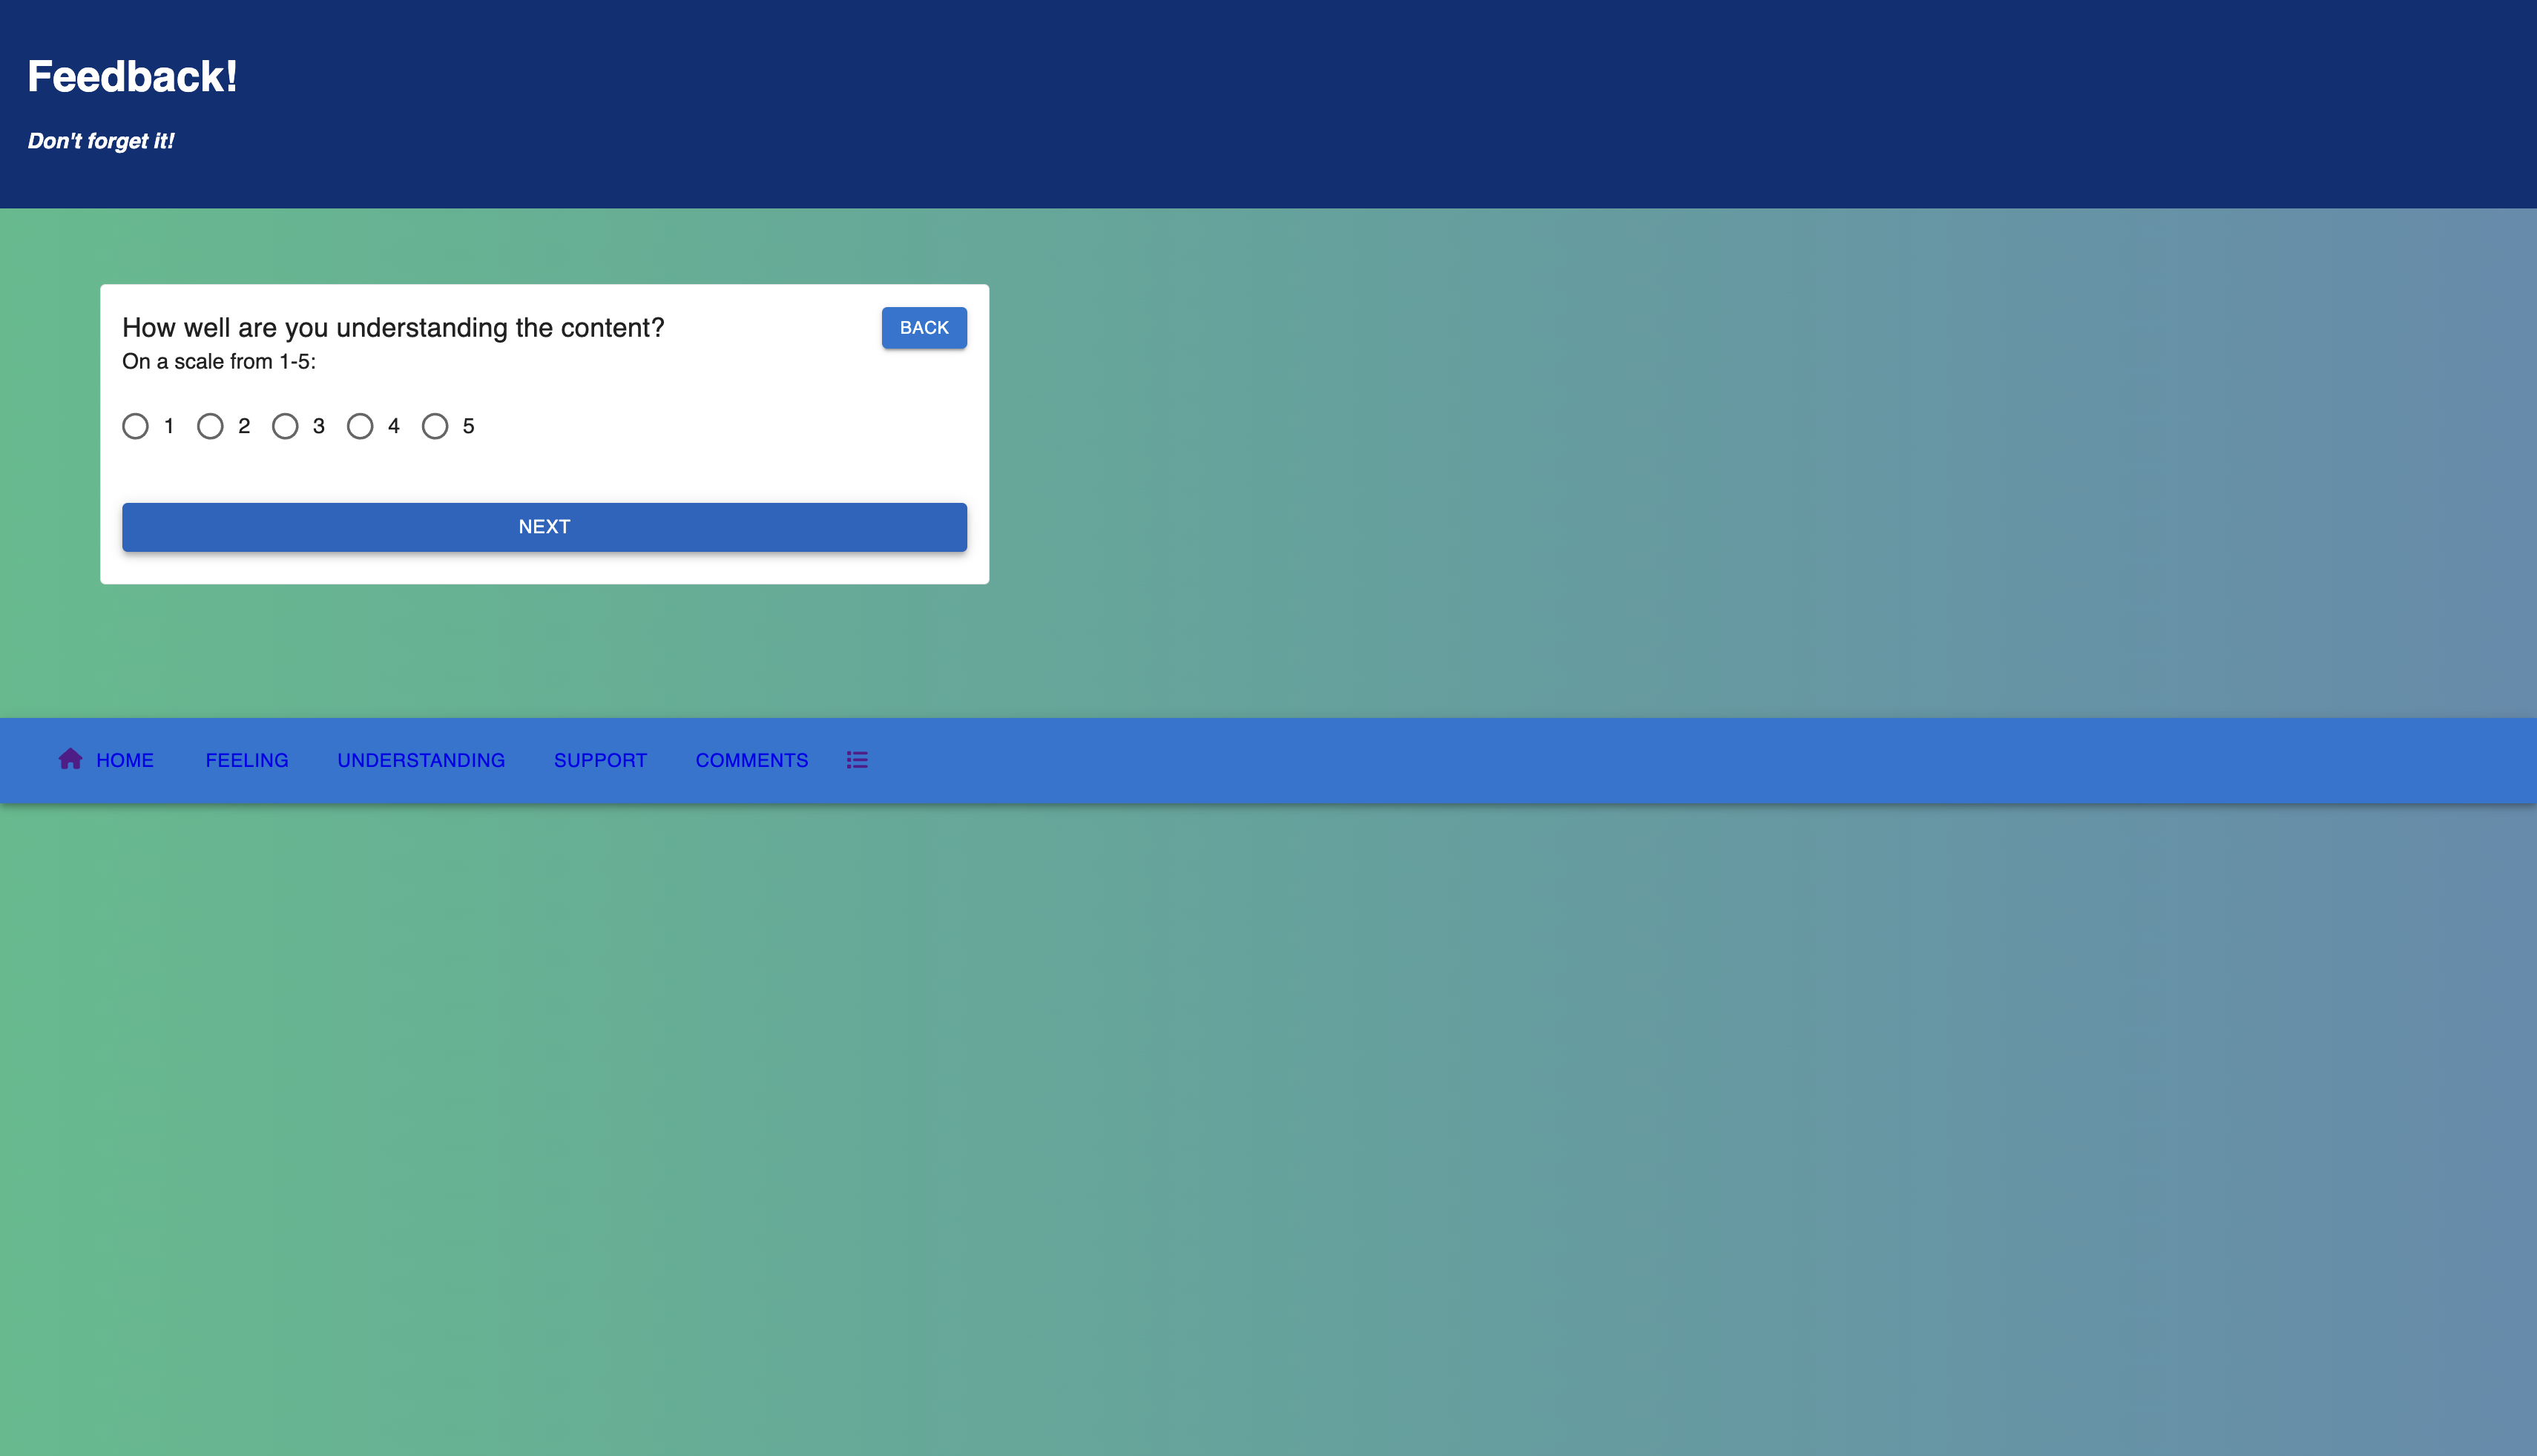 Feedback!
Don't forget it!
How well are you understanding the content?
BACK
On a scale from 1-5:
1 2 3 4 5
NEXT
HOME FEELING UNDERSTANDING SUPPORT COMMENTS